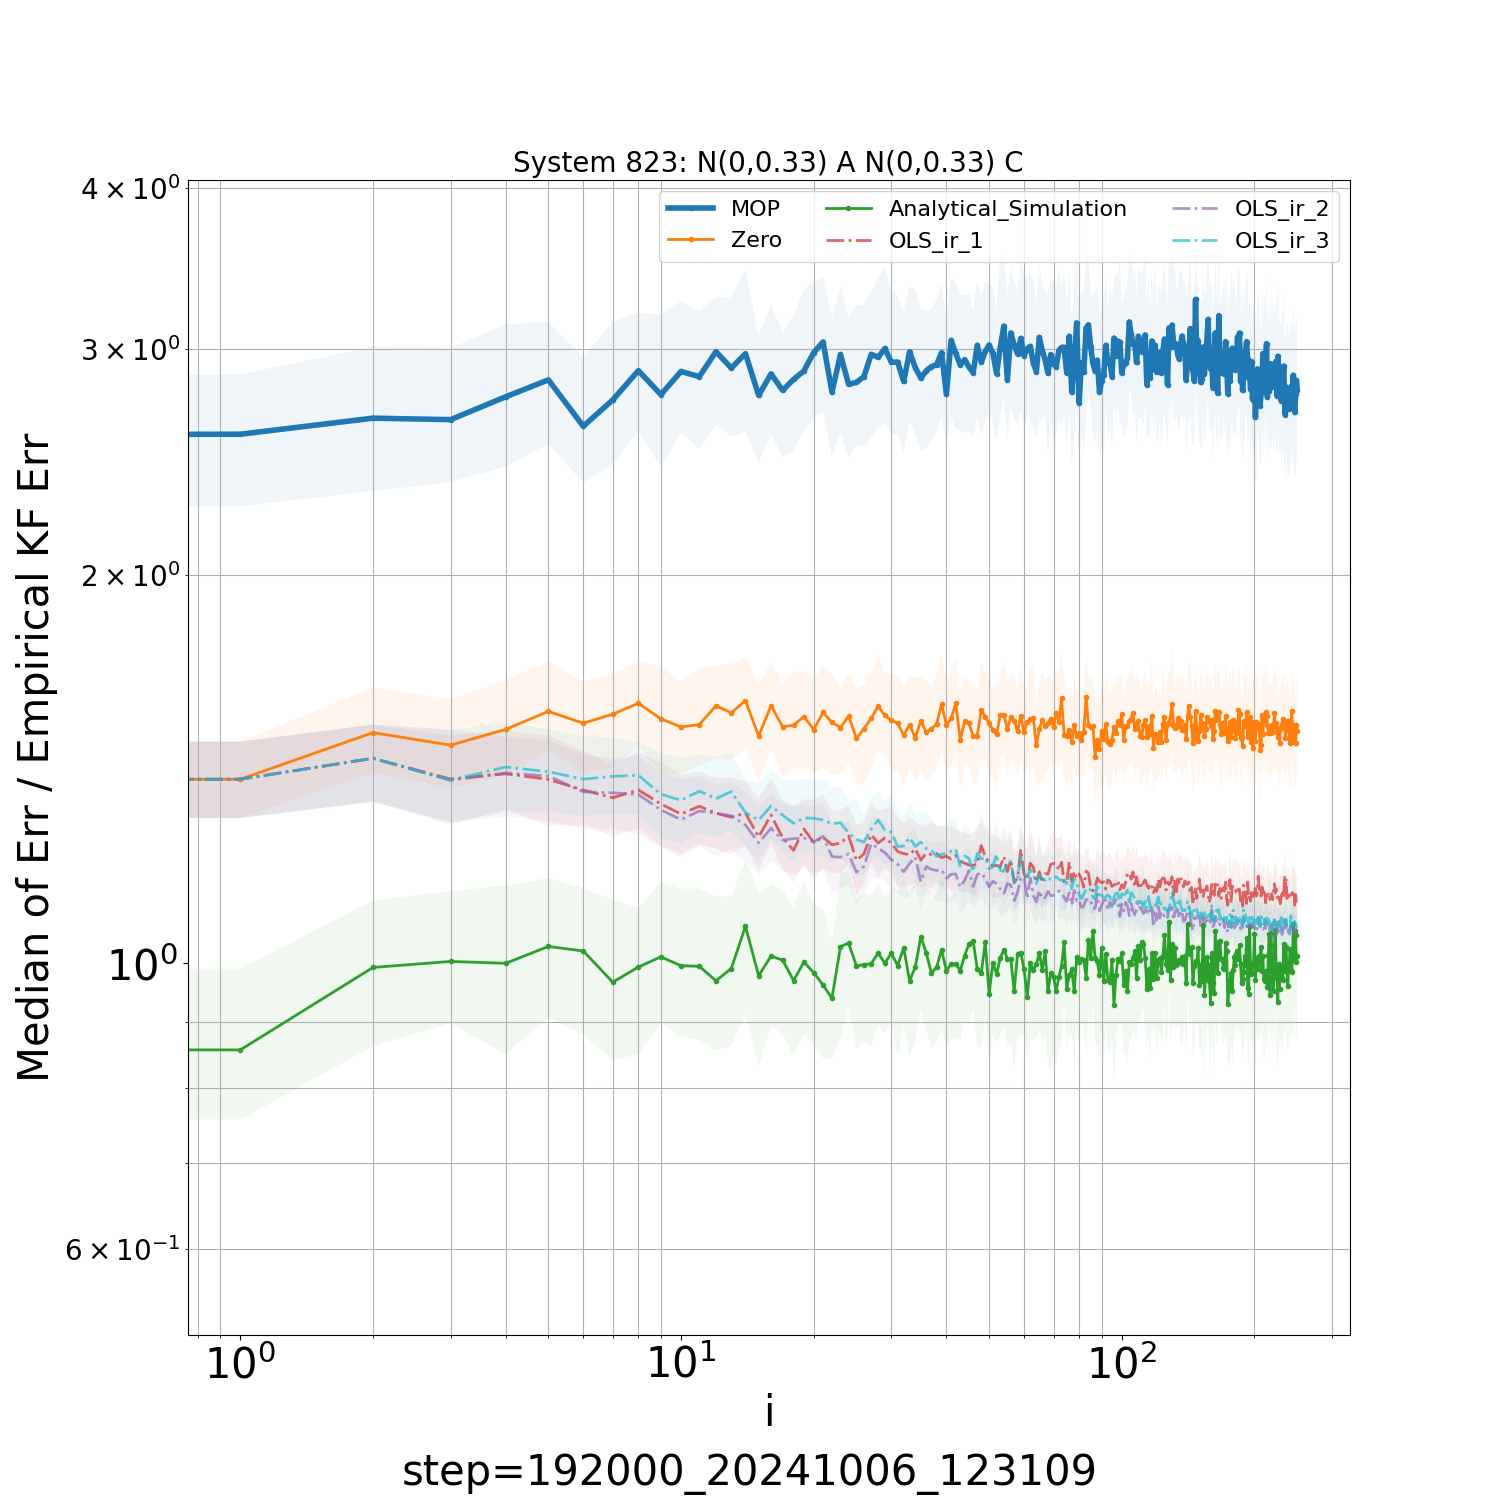 System 823: N(0,0.33) A N(0,0.33) C
MOP
Zero
Analytical_Simulation
OLS_ir_1
OLS_ir_2
OLS_ir_3
4 × 10⁰
3 × 10⁰
2 × 10⁰
10⁰
6 × 10⁻¹
Median of Err / Empirical KF Err
10⁰ 10¹ 10²
i
step=192000_20241006_123109